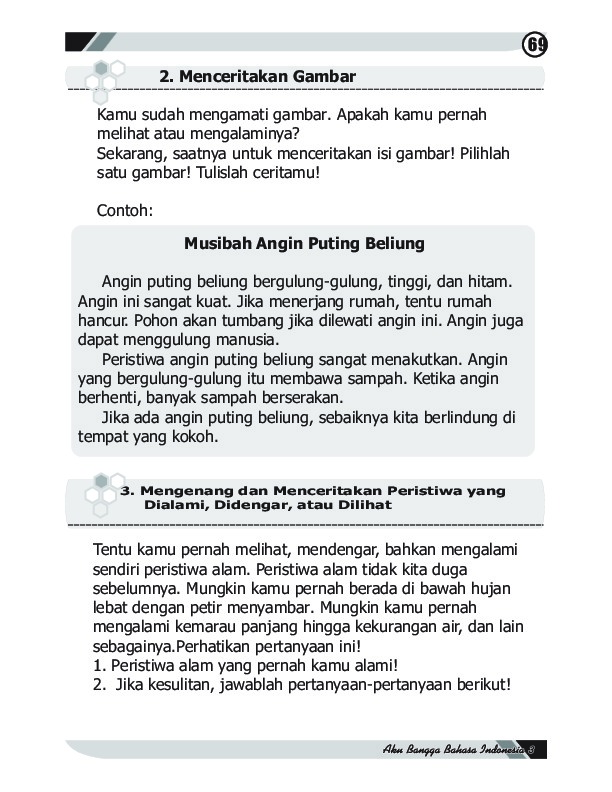 69
2. Menceritakan Gambar
Kamu sudah mengamati gambar. Apakah kamu pernah
melihat atau mengalaminya?
Sekarang, saatnya untuk menceritakan isi gambar! Pilihlah
satu gambar! Tulislah ceritamu!
Contoh:
Musibah Angin Puting Beliung
Angin puting beliung bergulung-gulung, tinggi, dan hitam.
Angin ini sangat kuat. Jika menerjang rumah, tentu rumah
hancur. Pohon akan tumbang jika dilewati angin ini. Angin juga
dapat menggulung manusia.
Peristiwa angin puting beliung sangat menakutkan. Angin
yang bergulung-gulung itu membawa sampah. Ketika angin
berhenti, banyak sampah berserakan.
Jika ada angin puting beliung, sebaiknya kita berlindung di
tempat yang kokoh.
3. Mengenang dan Menceritakan Peristiwa yang
Dialami, Didengar, atau Dilihat
Tentu kamu pernah melihat, mendengar, bahkan mengalami
sendiri peristiwa alam. Peristiwa alam tidak kita duga
sebelumnya. Mungkin kamu pernah berada di bawah hujan
lebat dengan petir menyambar. Mungkin kamu pernah
mengalami kemarau panjang hingga kekurangan air, dan lain
sebagainya.Perhatikan pertanyaan ini!
1. Peristiwa alam yang pernah kamu alami!
2. Jika kesulitan, jawablah pertanyaan-pertanyaan berikut!
Aku Bangga Bahasa Indonesia 3